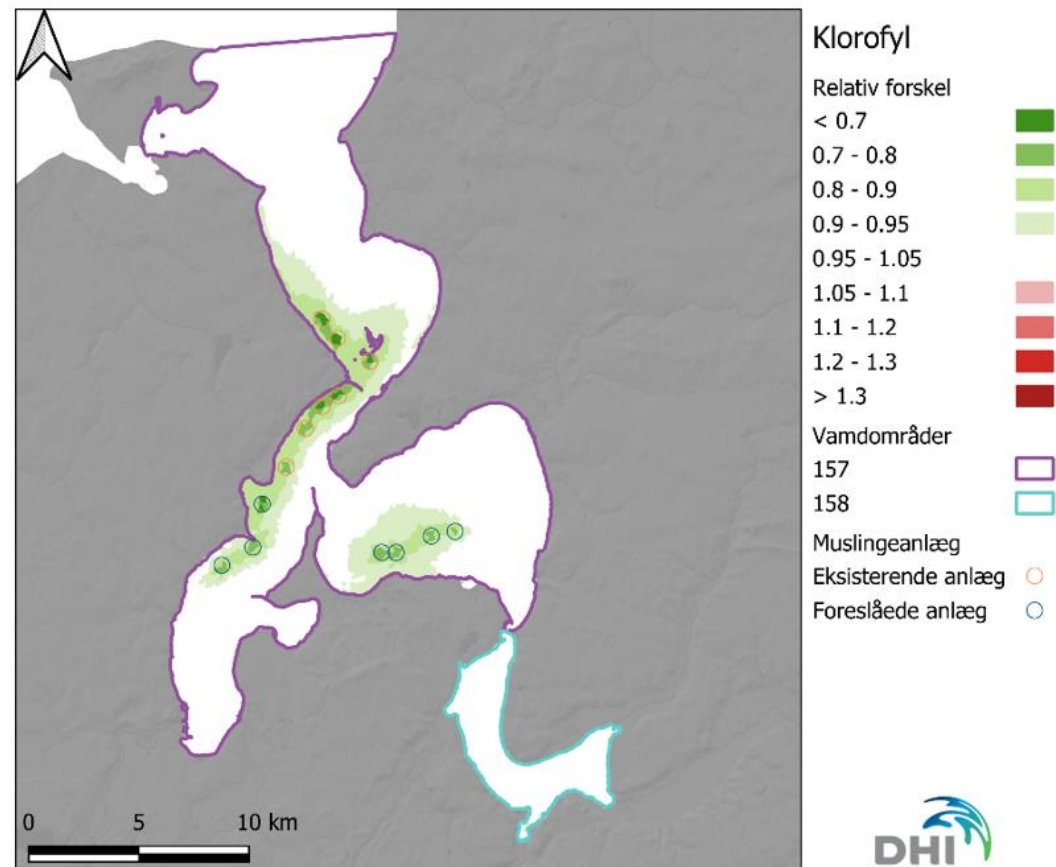 Klorofyl
Relativ forskel
< 0.7
0.7 - 0.8
0.8 - 0.9
0.9 - 0.95
0.95 - 1.05
1.05 - 1.1
1.1 - 1.2
1.2 - 1.3
> 1.3
Vamdområder
157
158
Muslingeanlæg
Eksisterende anlæg
Foreslåede anlæg
0 5 10 km
DHI